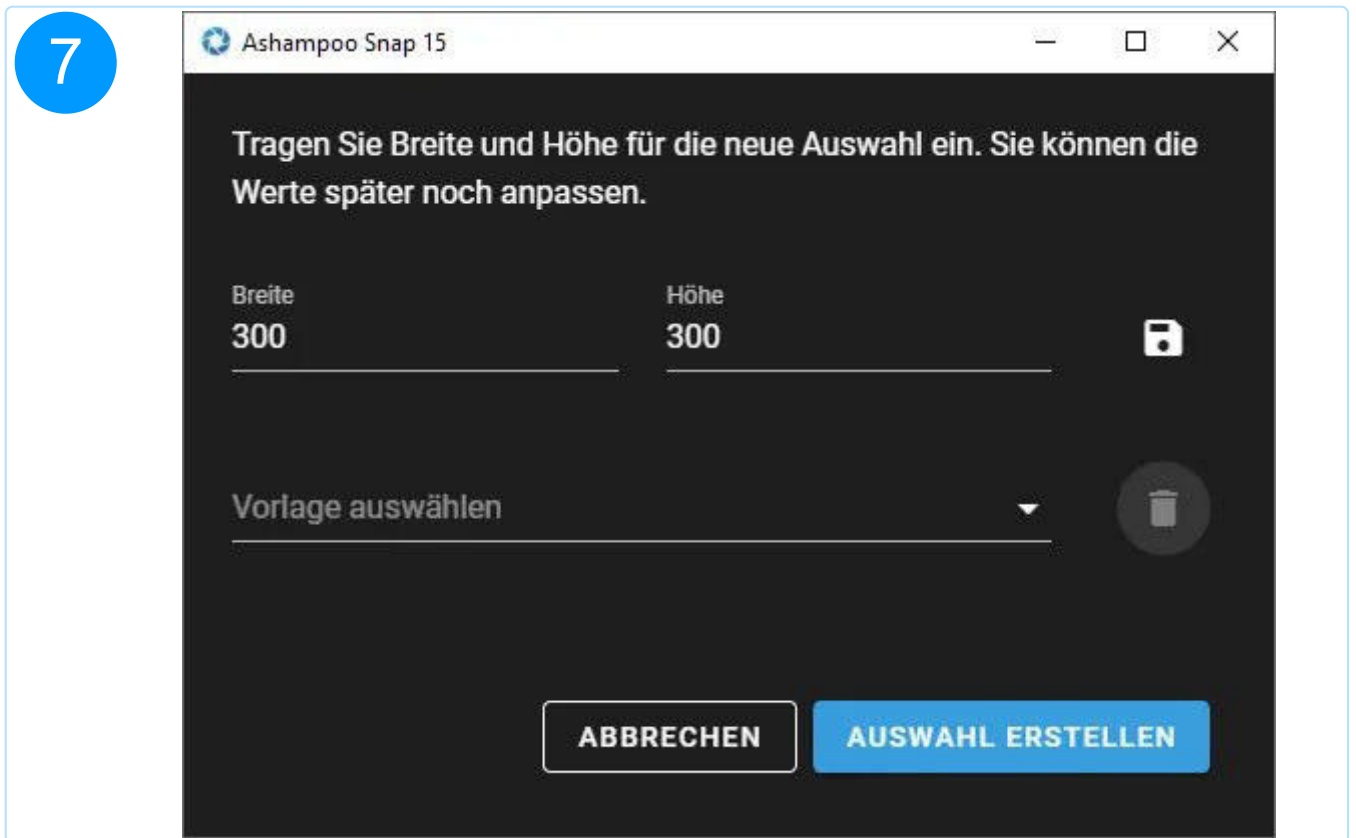 7
Ashampoo Snap 15
Tragen Sie Breite und Höhe für die neue Auswahl ein. Sie können die
Werte später noch anpassen.
Breite
Höhe
300
300
Vorlage auswählen
ABBRECHEN
AUSWAHL ERSTELLEN